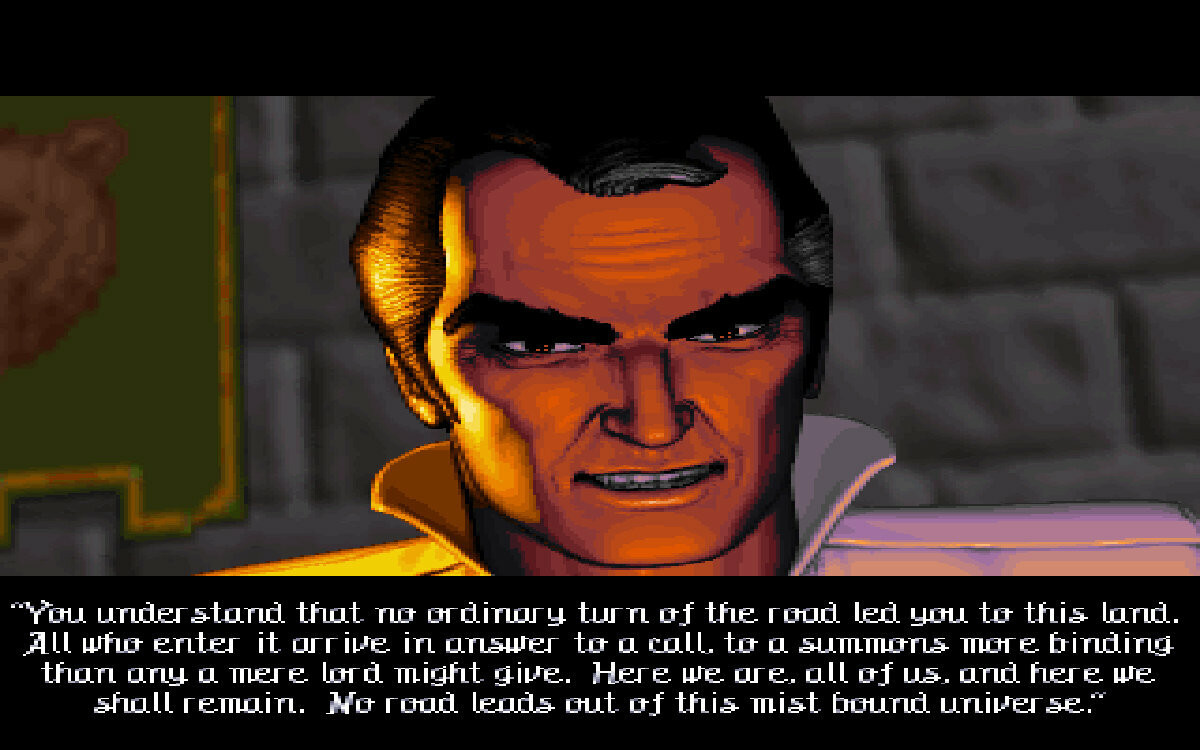 "You understand that no ordinary turn of the road led you to this land.
All who enter it arrive in answer to a call, to a summons more binding
than any a mere lord might give.  Here we are, all of us, and here we
shall remain.  No road leads out of this mist bound universe."